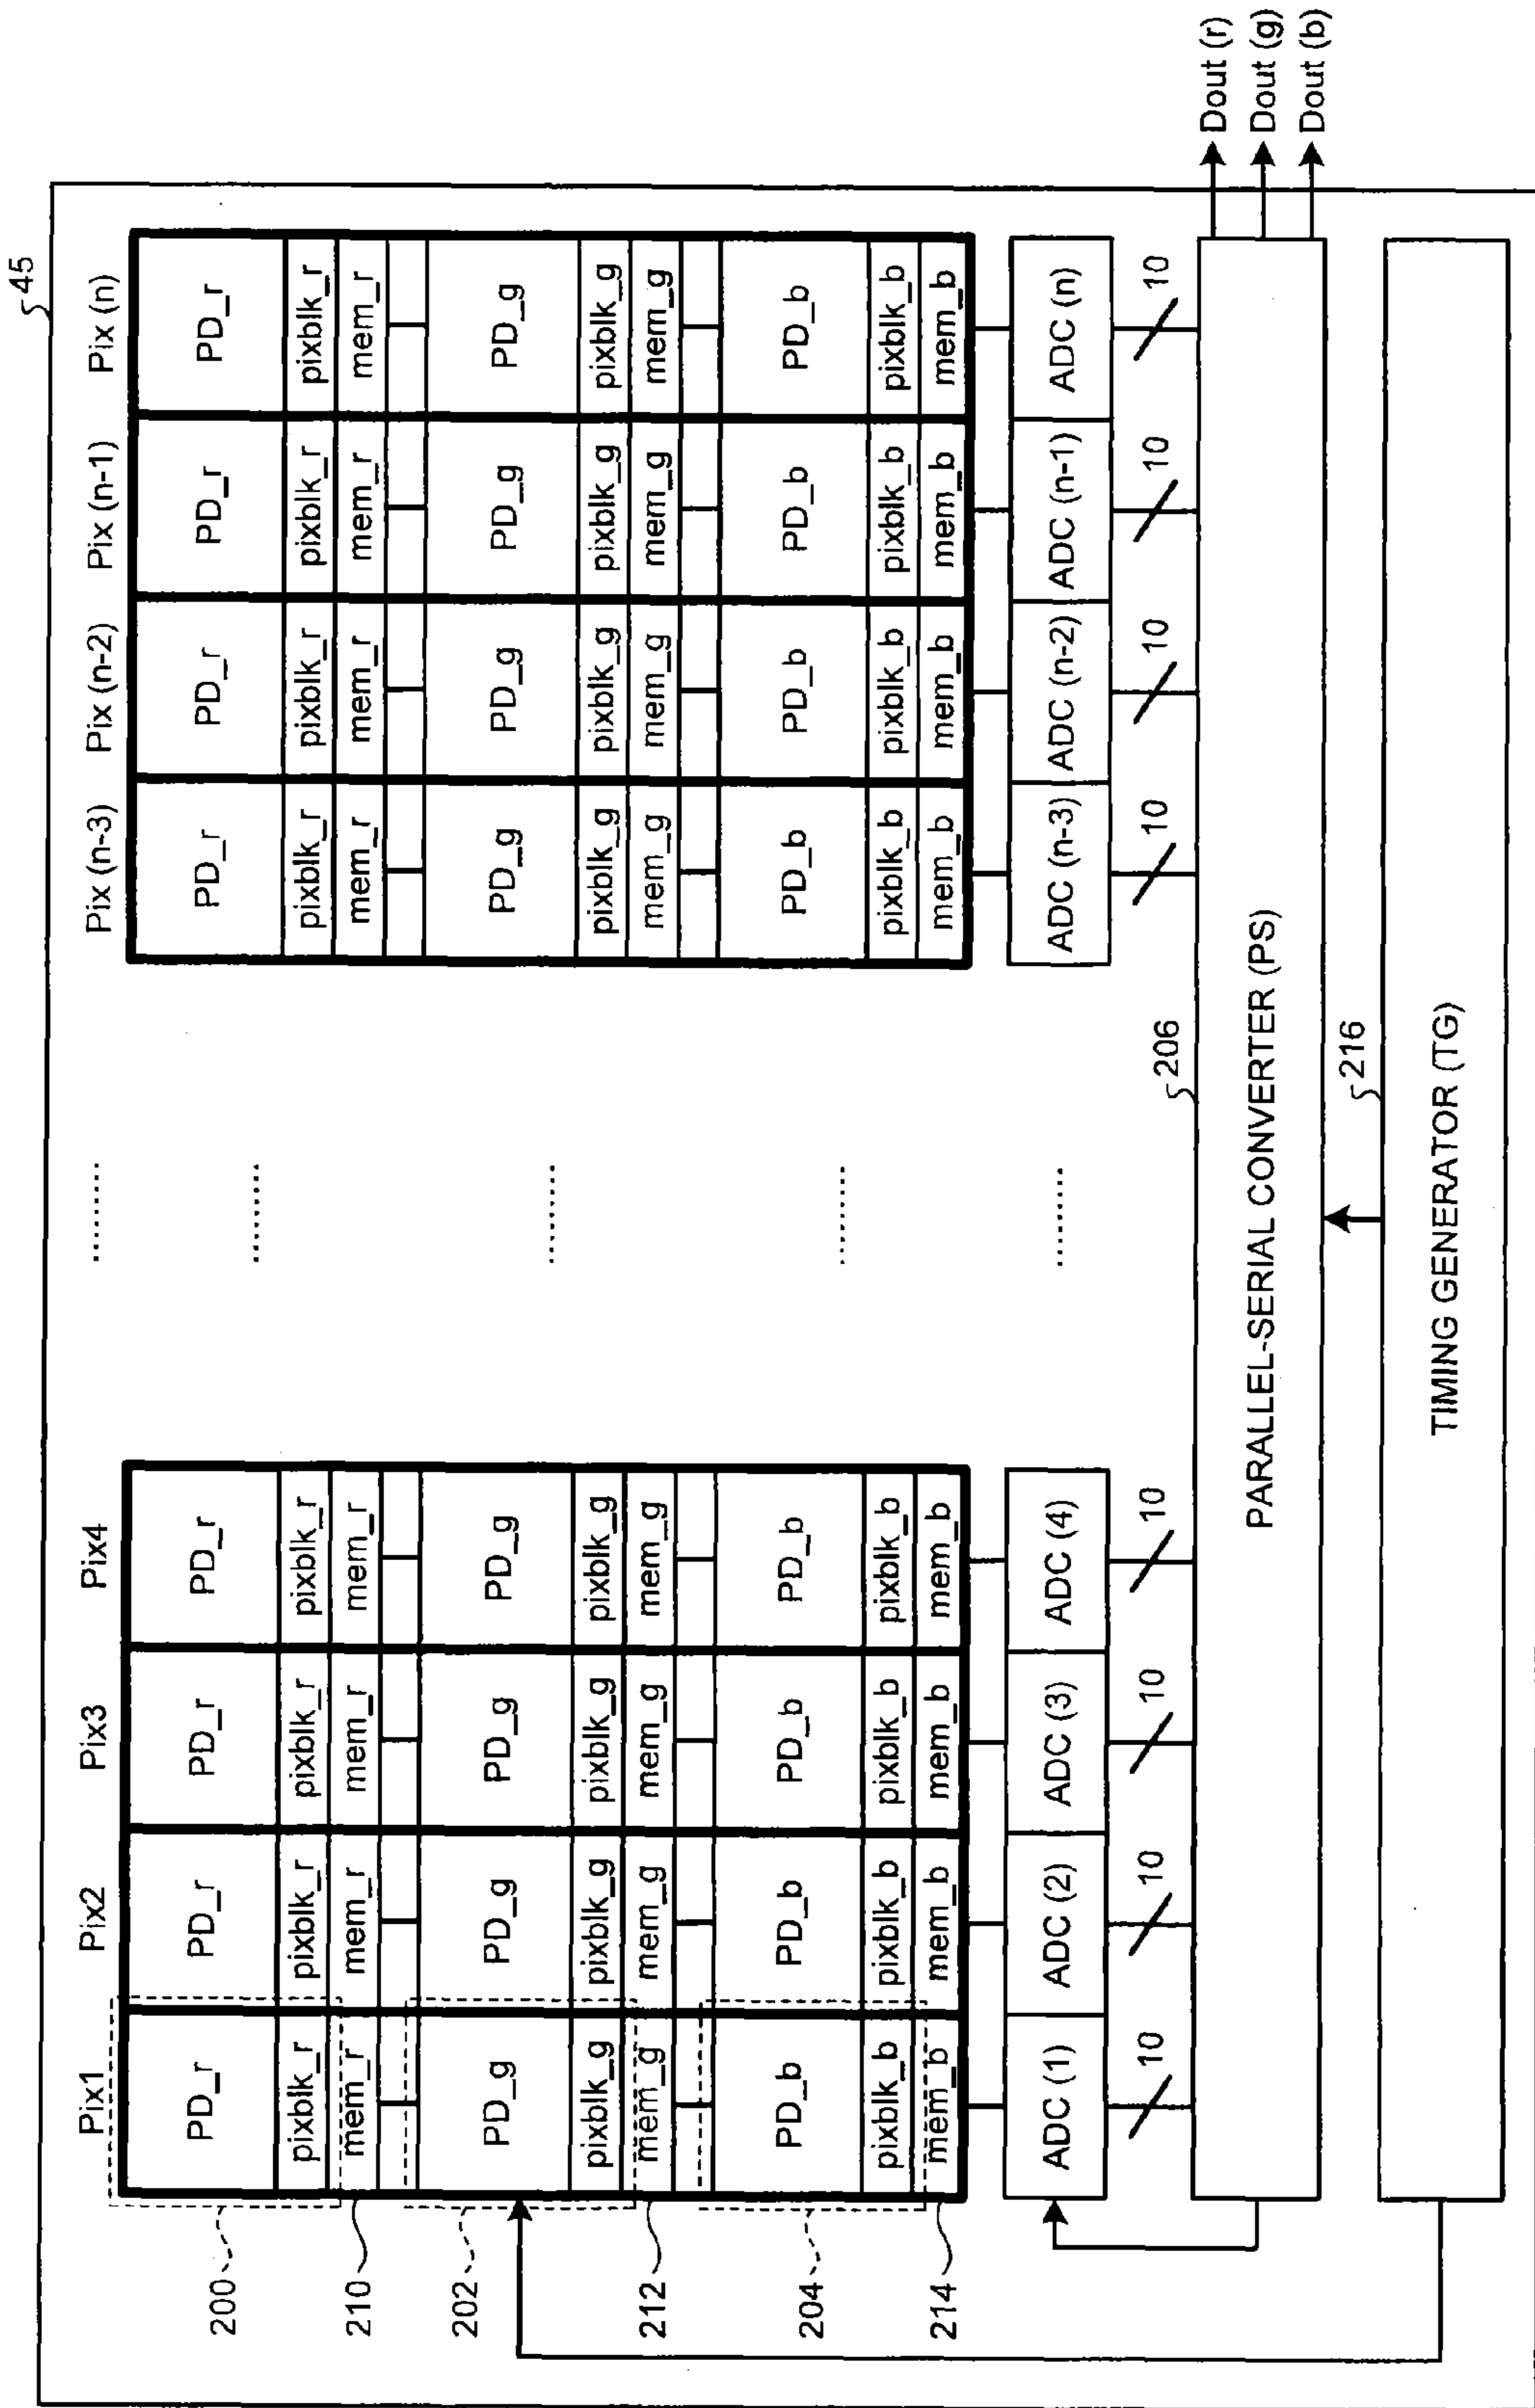 45
Pix1 Pix2 Pix3 Pix4 ........ Pix (n-3) Pix (n-2) Pix (n-1) Pix (n)
200 PD_r PD_r PD_r PD_r ........ PD_r PD_r PD_r PD_r
pixblk_r pixblk_r pixblk_r pixblk_r pixblk_r pixblk_r pixblk_r pixblk_r
210 mem_r mem_r mem_r mem_r mem_r mem_r mem_r mem_r
202 PD_g PD_g PD_g PD_g ........ PD_g PD_g PD_g PD_g
pixblk_g pixblk_g pixblk_g pixblk_g pixblk_g pixblk_g pixblk_g pixblk_g
212 mem_g mem_g mem_g mem_g mem_g mem_g mem_g mem_g
204 PD_b PD_b PD_b PD_b ........ PD_b PD_b PD_b PD_b
pixblk_b pixblk_b pixblk_b pixblk_b pixblk_b pixblk_b pixblk_b pixblk_b
214 mem_b mem_b mem_b mem_b mem_b mem_b mem_b mem_b
ADC (1) ADC (2) ADC (3) ADC (4) ........ ADC (n-3) ADC (n-2) ADC (n-1) ADC (n)
10 10 10 10 10 10 10 10
206
PARALLEL-SERIAL CONVERTER (PS)
Dout (r)
Dout (g)
Dout (b)
216
TIMING GENERATOR (TG)